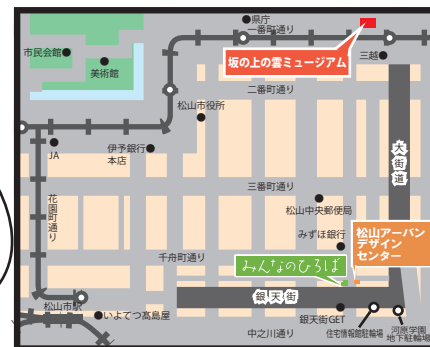 県庁
一番町通り
市民会館
美術館
坂の上の雲ミュージアム
三越
二番町通り
松山市役所
JA
伊予銀行
本店
大街道
三番町通り
花園町通り
松山中央郵便局
みずほ銀行
松山アーバン
デザイン
センター
千舟町通り
みんなのひろば
銀天街
松山市駅
いよてつ髙島屋
銀天街GET
中之川通り
住宅情報館駐輪場
河原学園
地下駐輪場